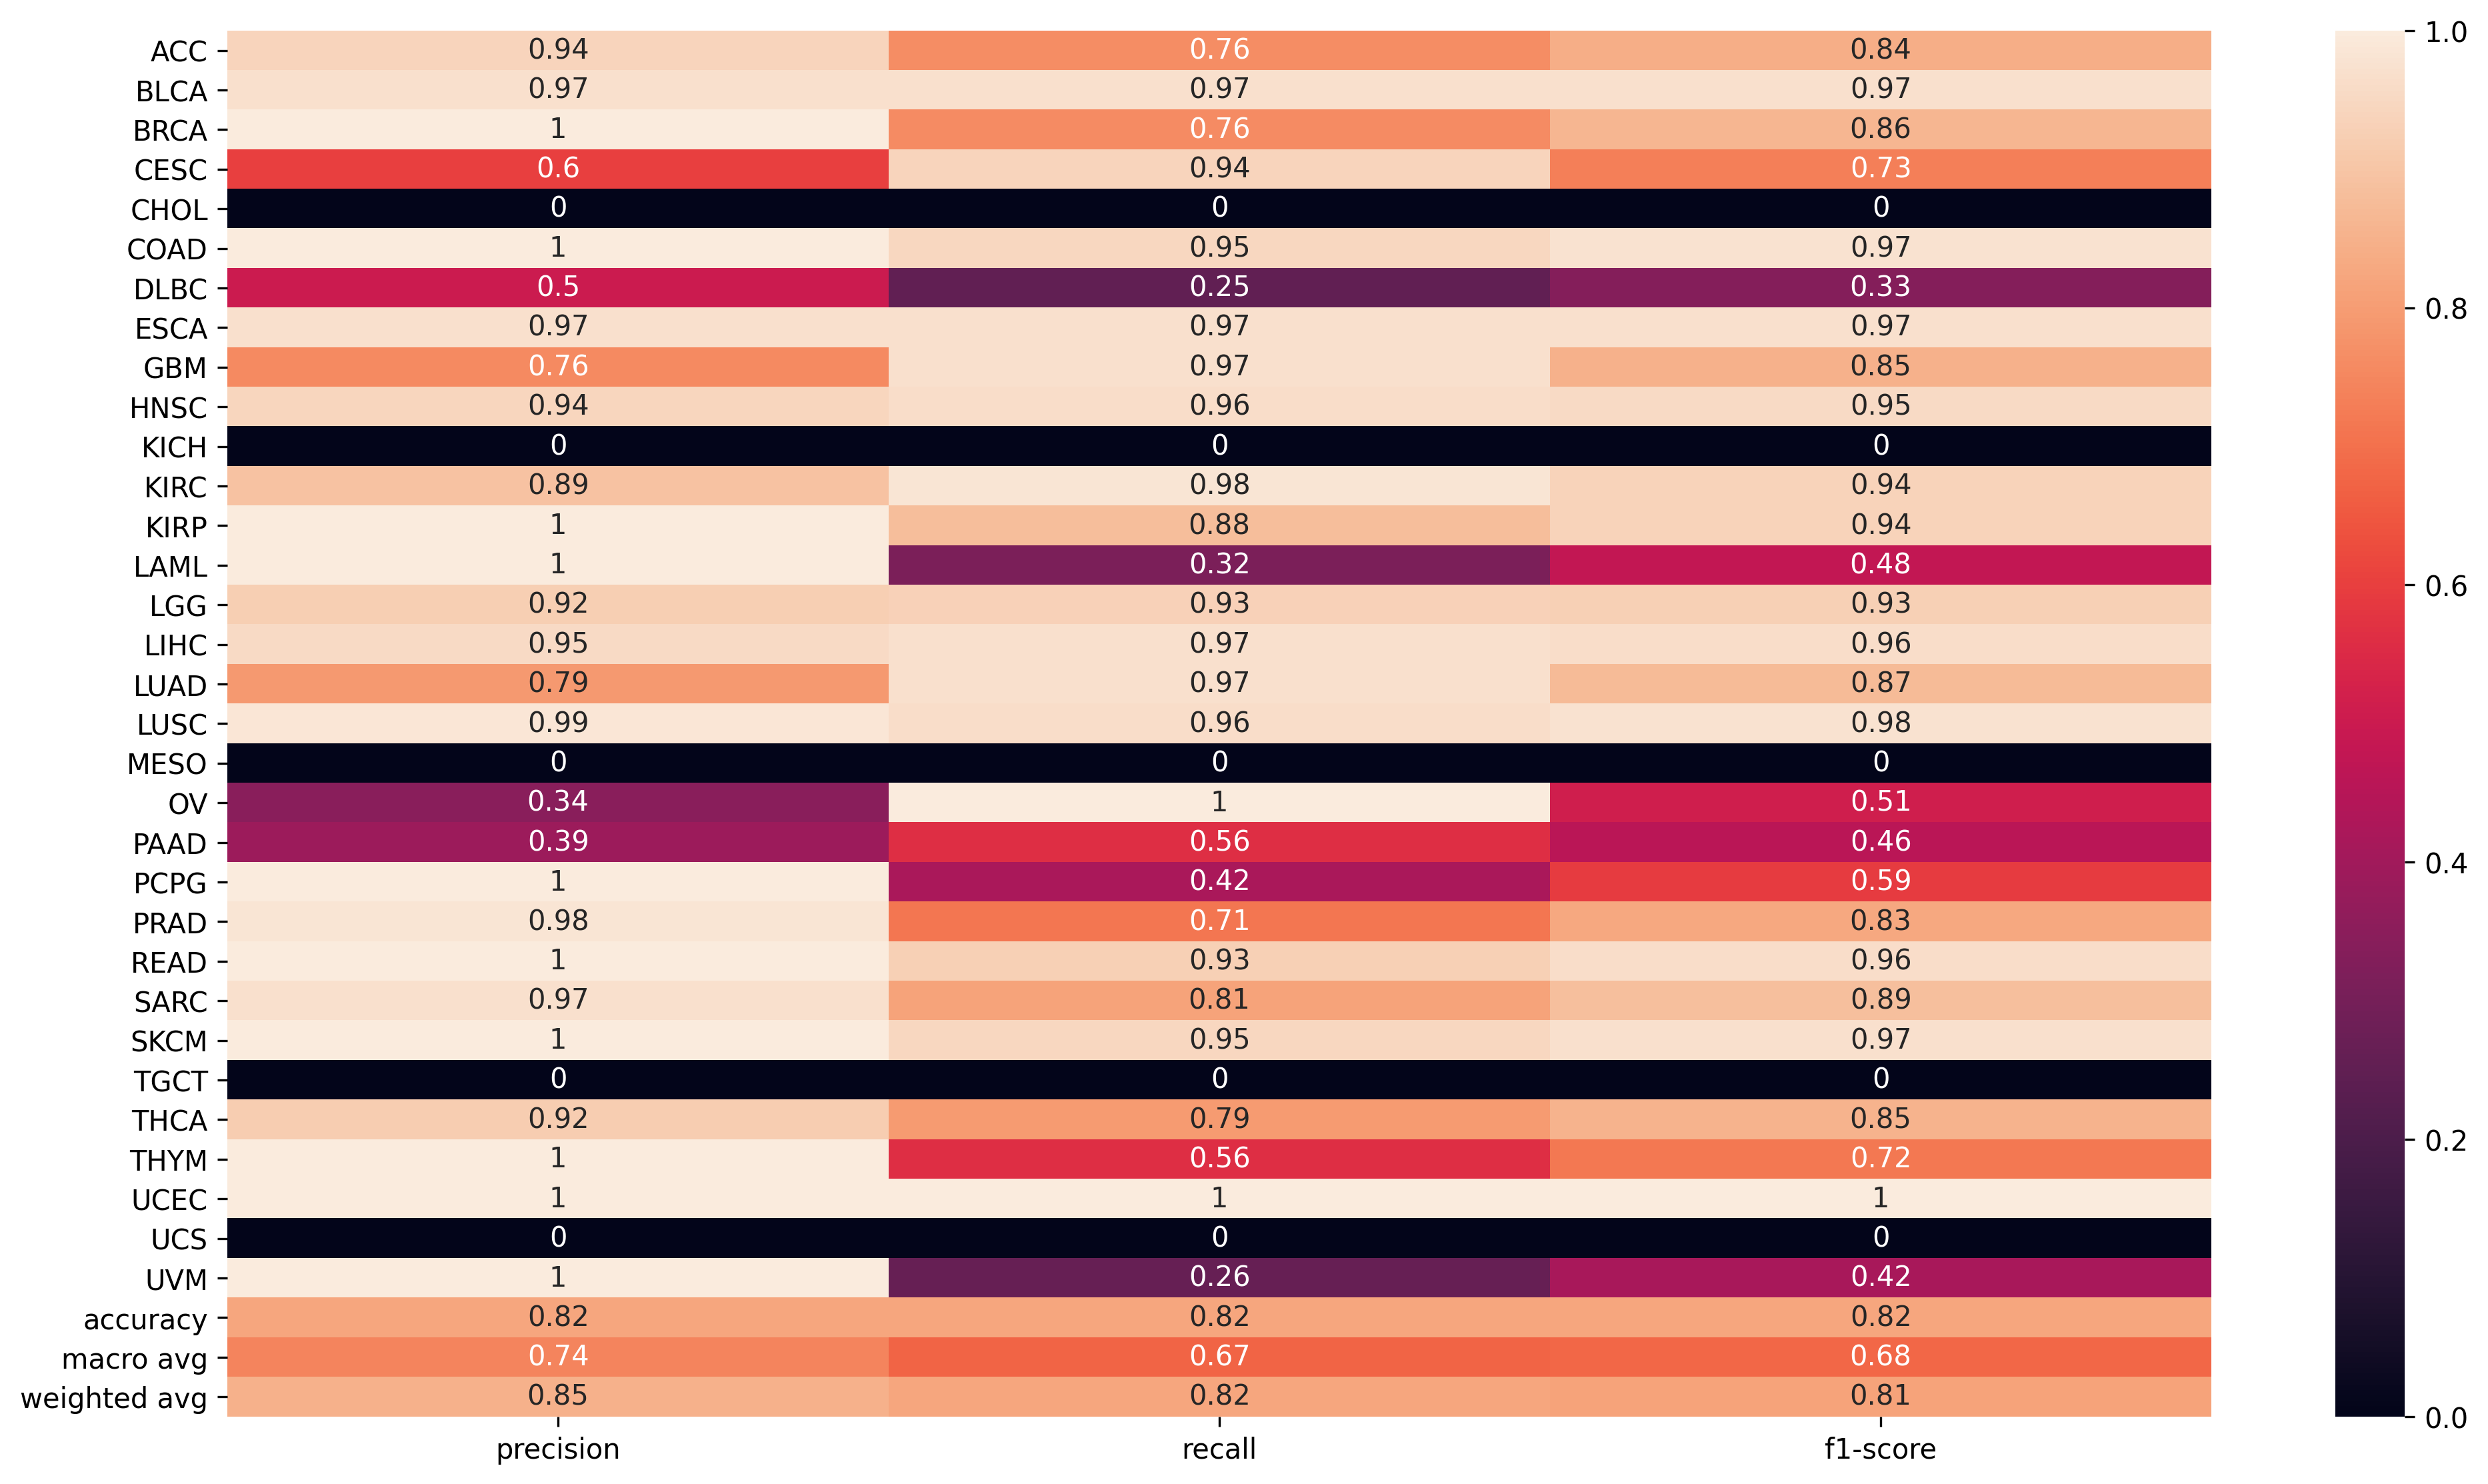 ACC 0.94 0.76 0.84 1.0
BLCA 0.97 0.97 0.97
BRCA 1 0.76 0.86
CESC 0.6 0.94 0.73
CHOL 0 0 0
COAD 1 0.95 0.97
DLBC 0.5 0.25 0.33 0.8
ESCA 0.97 0.97 0.97
GBM 0.76 0.97 0.85
HNSC 0.94 0.96 0.95
KICH 0 0 0
KIRC 0.89 0.98 0.94
KIRP 1 0.88 0.94
LAML 1 0.32 0.48 0.6
LGG 0.92 0.93 0.93
LIHC 0.95 0.97 0.96
LUAD 0.79 0.97 0.87
LUSC 0.99 0.96 0.98
MESO 0 0 0
OV 0.34 1 0.51
PAAD 0.39 0.56 0.46 0.4
PCPG 1 0.42 0.59
PRAD 0.98 0.71 0.83
READ 1 0.93 0.96
SARC 0.97 0.81 0.89
SKCM 1 0.95 0.97
TGCT 0 0 0
THCA 0.92 0.79 0.85 0.2
THYM 1 0.56 0.72
UCEC 1 1 1
UCS 0 0 0
UVM 1 0.26 0.42
accuracy 0.82 0.82 0.82
macro avg 0.74 0.67 0.68
weighted avg 0.85 0.82 0.81 0.0
precision recall f1-score